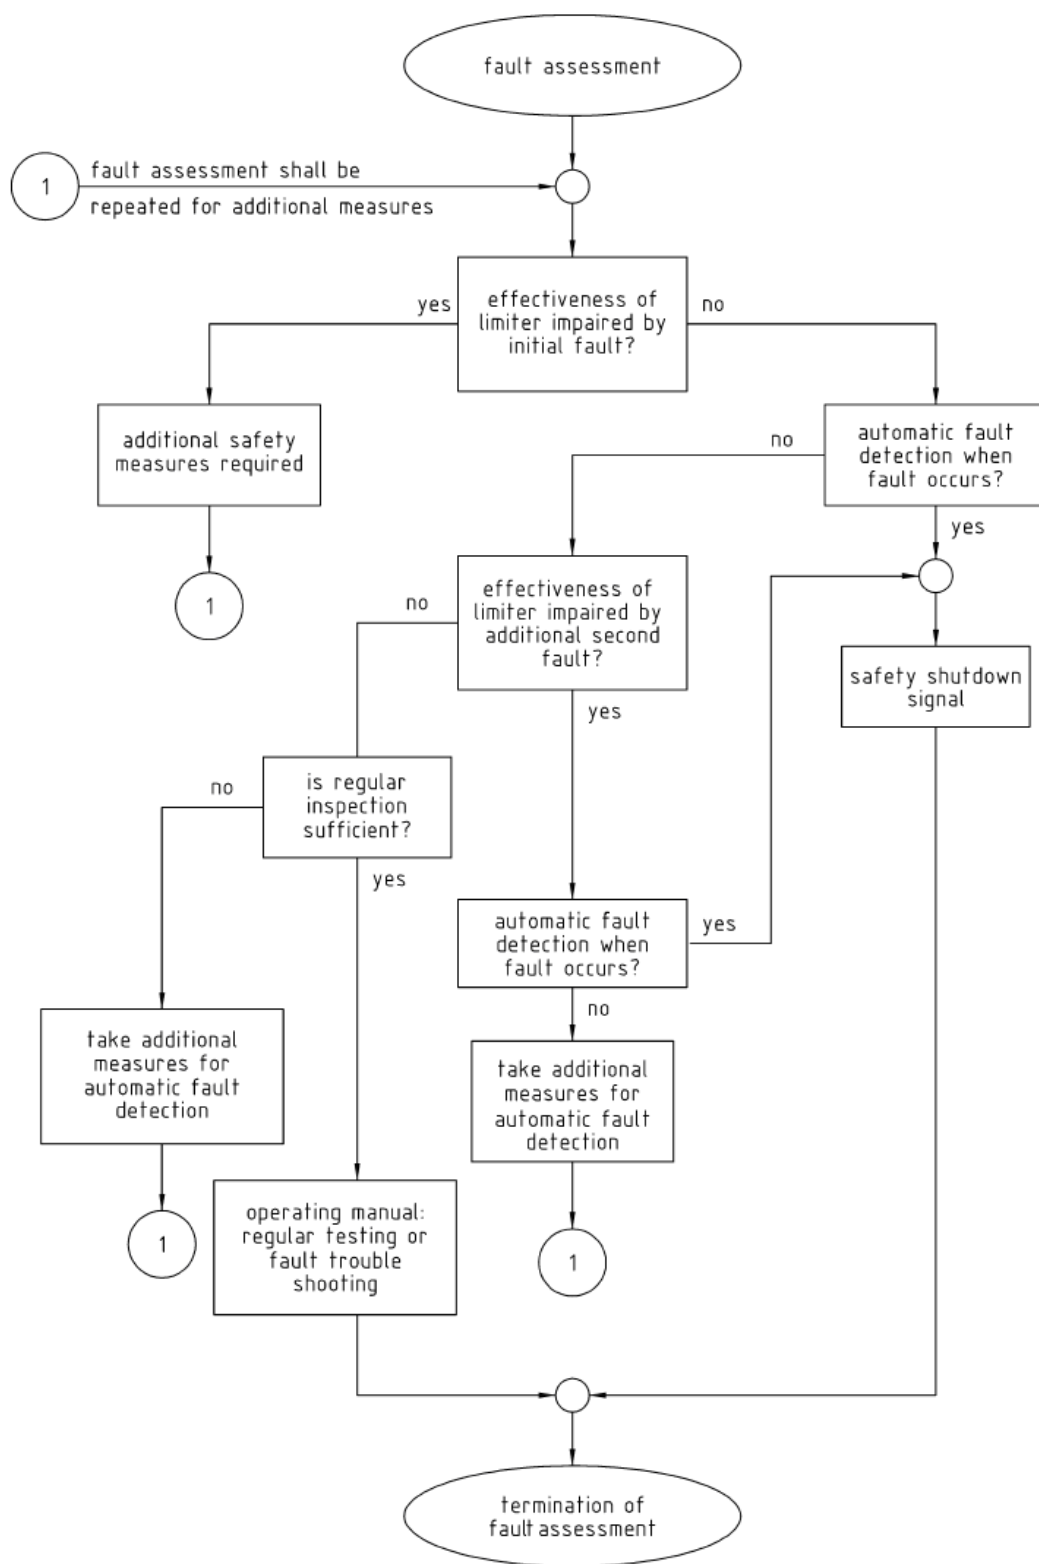 fault assessment
1
fault assessment shall be
repeated for additional measures
yes
effectiveness of
limiter impaired by
initial fault?
no
additional safety
measures required
1
no
automatic fault
detection when
fault occurs?
yes
no
effectiveness of
limiter impaired by
additional second
fault?
yes
safety shutdown
signal
no
is regular
inspection
sufficient?
yes
automatic fault
detection when
fault occurs?
yes
no
take additional
measures for
automatic fault
detection
1
take additional
measures for
automatic fault
detection
1
operating manual:
regular testing or
fault trouble
shooting
termination of
fault assessment